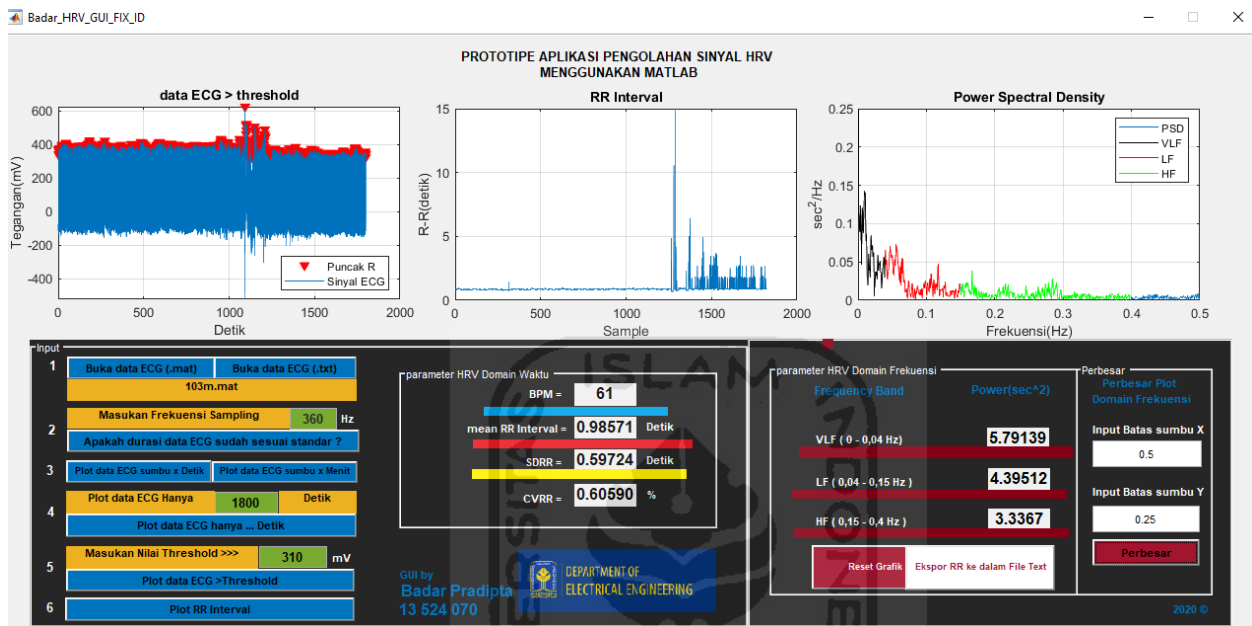 Badar_HRV_GUI_FIX_ID
PROTOTIPE APLIKASI PENGOLAHAN SINYAL HRV
MENGGUNAKAN MATLAB
data ECG > threshold
600
400
200
0
-200
-400
Tegangan(mV)
0 500 1000 1500 2000
Detik
Puncak R
Sinyal ECG
RR Interval
15
10
5
0
R-R(detik)
0 500 1000 1500 2000
Sample
Power Spectral Density
0.25
0.2
0.15
0.1
0.05
0
sec^2/Hz
0 0.1 0.2 0.3 0.4 0.5
Frekuensi(Hz)
PSD
VLF
LF
HF
Input
1
Buka data ECG (.mat) Buka data ECG (.txt)
103m.mat
2
Masukan Frekuensi Sampling 360 Hz
Apakah durasi data ECG sudah sesuai standar ?
3
Plot data ECG sumbu x Detik Plot data ECG sumbu x Menit
4
Plot data ECG Hanya 1800 Detik
Plot data ECG hanya ... Detik
5
Masukan Nilai Threshold >>> 310 mV
Plot data ECG >Threshold
6
Plot RR Interval
parameter HRV Domain Waktu
BPM = 61
mean RR Interval = 0.98571 Detik
SDRR = 0.59724 Detik
CVRR = 0.60590 %
GUI by
Badar Pradipta
13 524 070
DEPARTMENT OF
ELECTRICAL ENGINEERING
ISLAM
parameter HRV Domain Frekuensi
Frequency Band Power(sec^2)
VLF ( 0 - 0,04 Hz) 5.79139
LF ( 0,04 - 0,15 Hz ) 4.39512
HF ( 0,15 - 0,4 Hz ) 3.3367
Reset Grafik Ekspor RR ke dalam File Text
Perbesar
Perbesar Plot
Domain Frekuensi
Input Batas sumbu X
0.5
Input Batas sumbu Y
0.25
Perbesar
2020 ©